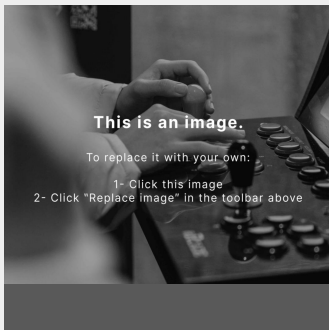 This is an image.
To replace it with your own:
1- Click this image
2- Click “Replace image” in the toolbar above